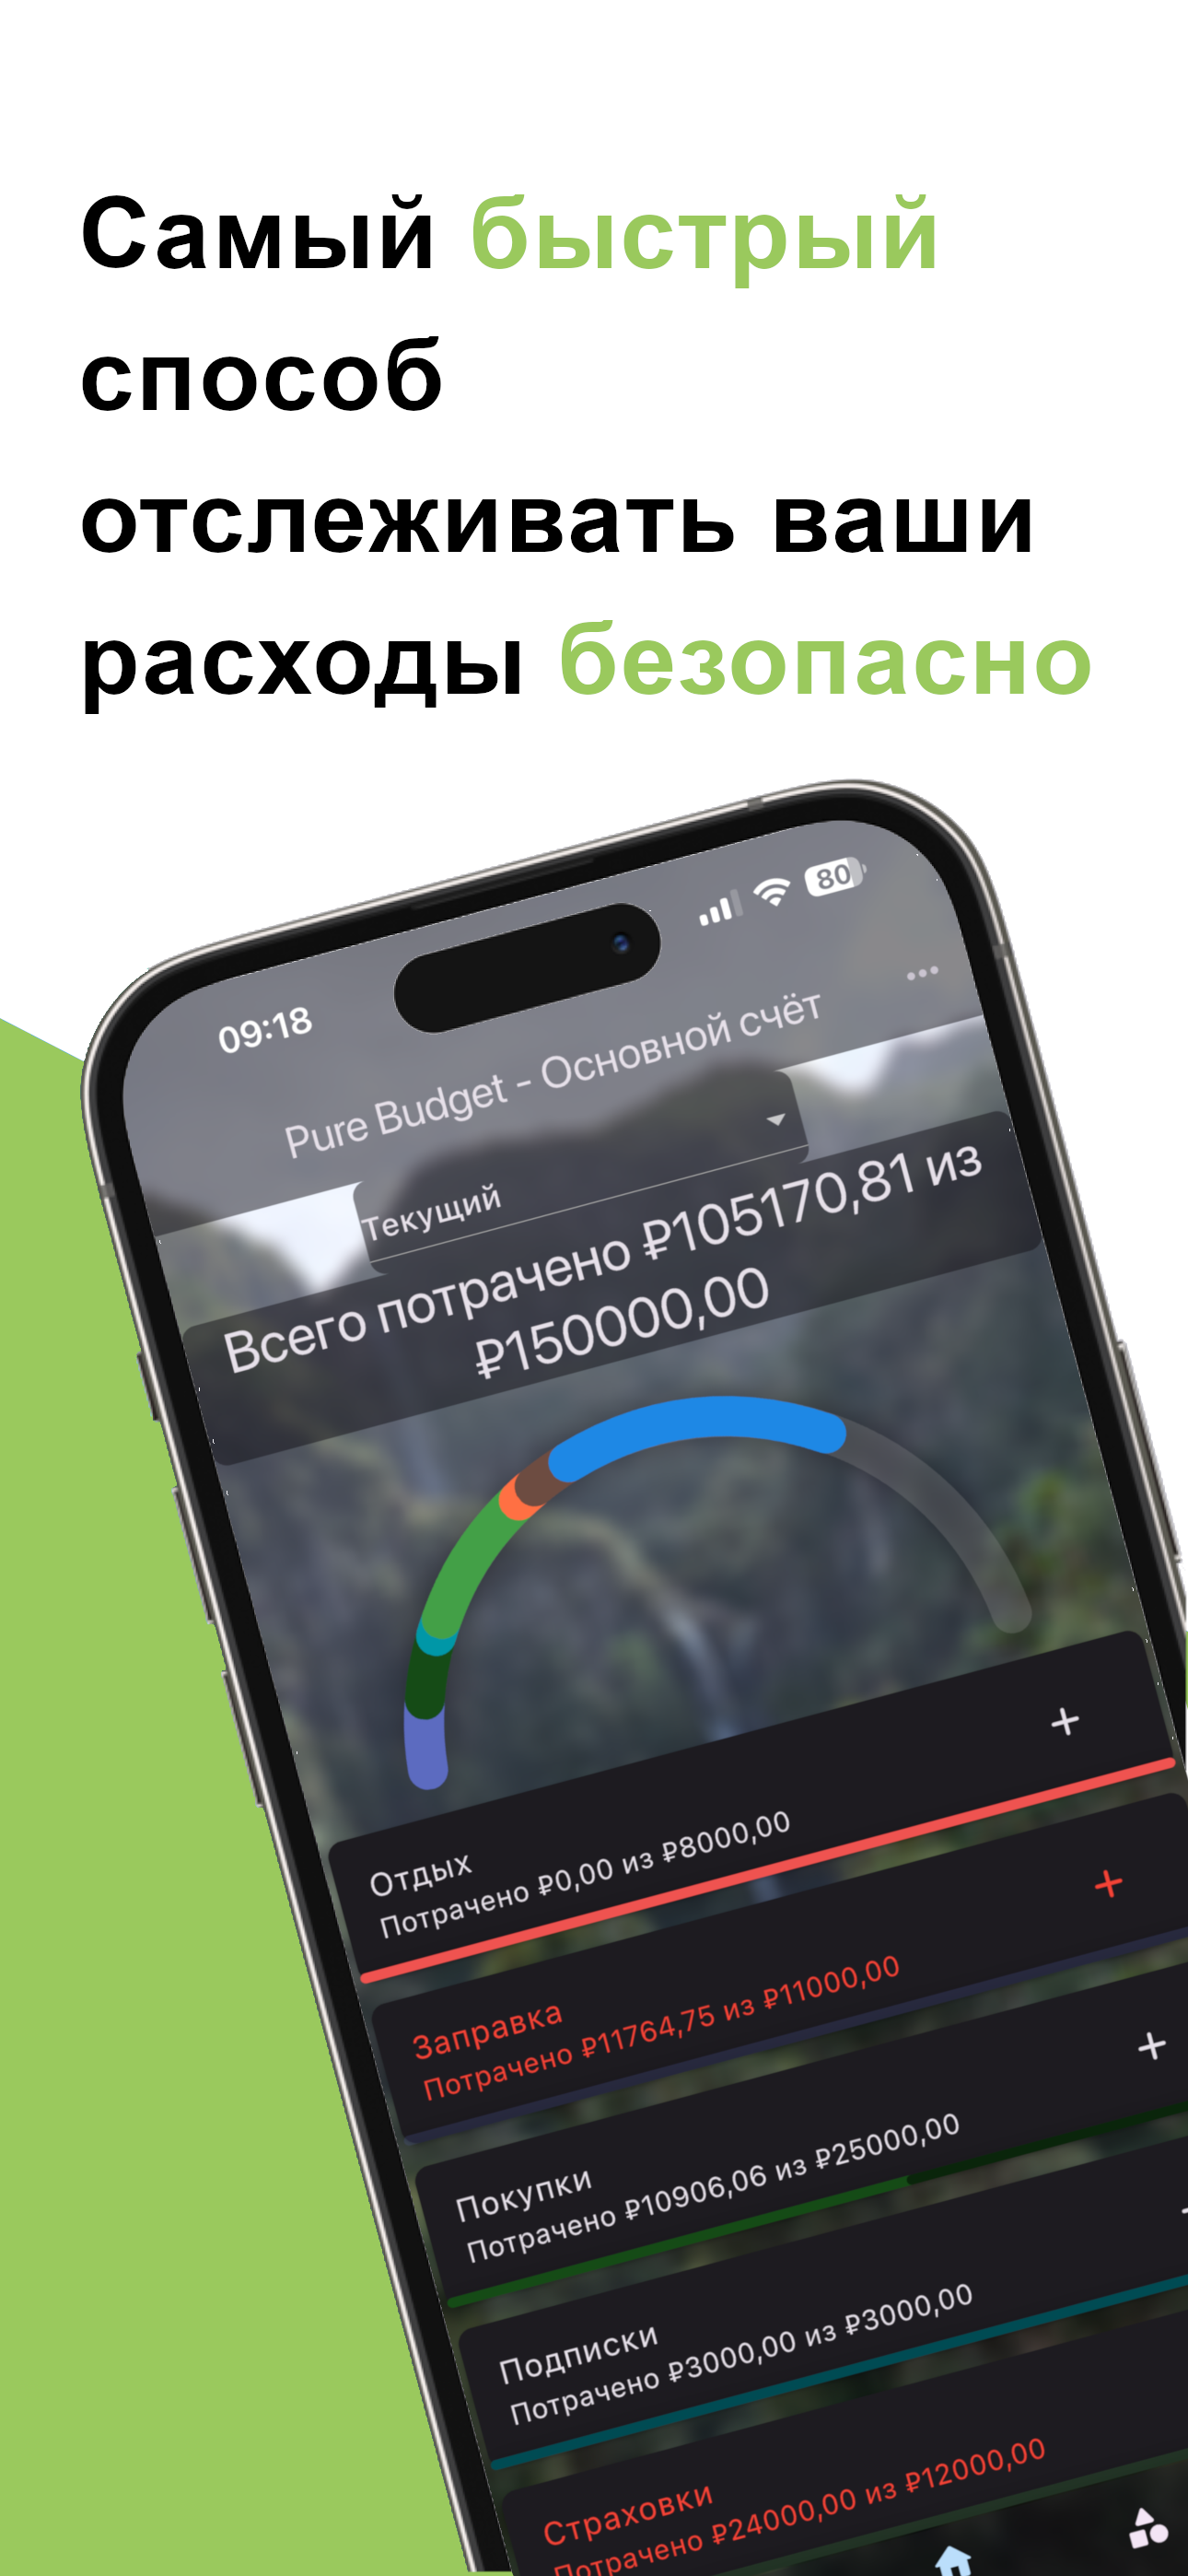 Самый быстрый
способ
отслеживать ваши
расходы безопасно
09:18
80
Pure Budget - Основной счёт
Текущий
Всего потрачено ₽105170,81 из
₽150000,00
Отдых
Потрачено ₽0,00 из ₽8000,00
Заправка
Потрачено ₽11764,75 из ₽11000,00
Покупки
Потрачено ₽10906,06 из ₽25000,00
Подписки
Потрачено ₽3000,00 из ₽3000,00
Страховки
Потрачено ₽24000,00 из ₽12000,00